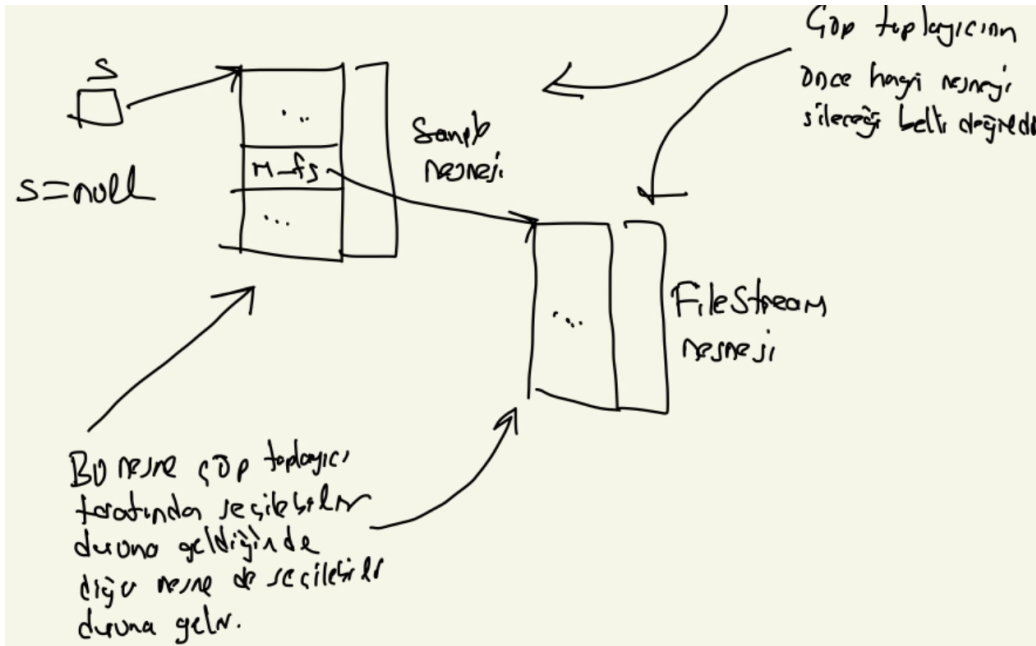 s
s=null
...
m_fs
...
Sample
nesnesi
Çöp toplayıcının
önce hangi nesneyi
sileceği belli değildir
...
FileStream
nesnesi
Bu nesne çöp toplayıcı
tarafından seçilebilir
duruma geldiğinde
diğer nesne de seçilebilir
duruma gelir.